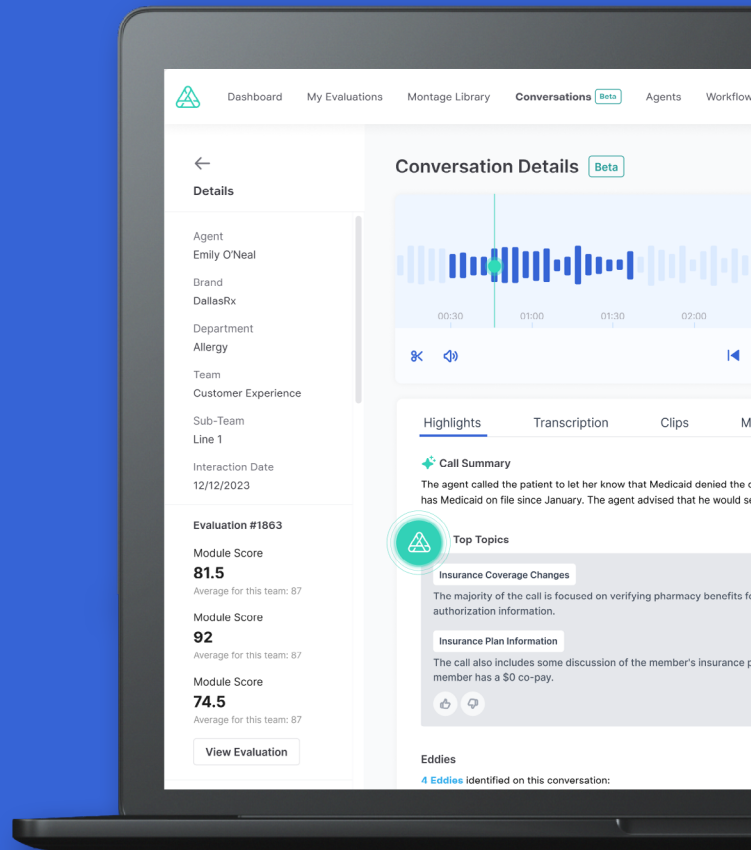 Dashboard My Evaluations Montage Library Conversations Beta Agents Workflow
Details
Agent
Emily O'Neal
Brand
DallasRx
Department
Allergy
Team
Customer Experience
Sub-Team
Line 1
Interaction Date
12/12/2023
Evaluation #1863
Module Score
81.5
Average for this team: 87
Module Score
92
Average for this team: 87
Module Score
74.5
Average for this team: 87
View Evaluation
Conversation Details Beta
00:30 01:00 01:30 02:00
Highlights Transcription Clips
Call Summary
The agent called the patient to let her know that Medicaid denied the
has Medicaid on file since January. The agent advised that he would
Top Topics
Insurance Coverage Changes
The majority of the call is focused on verifying pharmacy benefits
authorization information.
Insurance Plan Information
The call also includes some discussion of the member's insurance
member has a $0 co-pay.
Eddies
4 Eddies identified on this conversation: